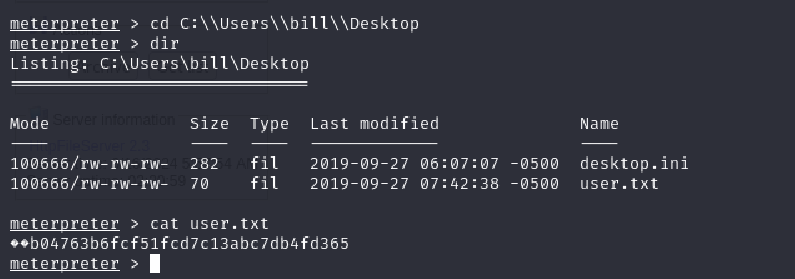 meterpreter > cd C:\\Users\\bill\\Desktop
meterpreter > dir
Listing: C:\Users\bill\Desktop
Server information
Mode Size Type Last modified Name
100666/rw-rw-rw- 282 fil 2019-09-27 06:07:07 -0500 desktop.ini
100666/rw-rw-rw- 70 fil 2019-09-27 07:42:38 -0500 user.txt
meterpreter > cat user.txt
��b04763b6fcf51fcd7c13abc7db4fd365
meterpreter >